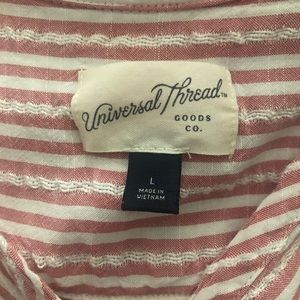 Universal Thread™
GOODS
CO.
L
MADE IN
VIETNAM